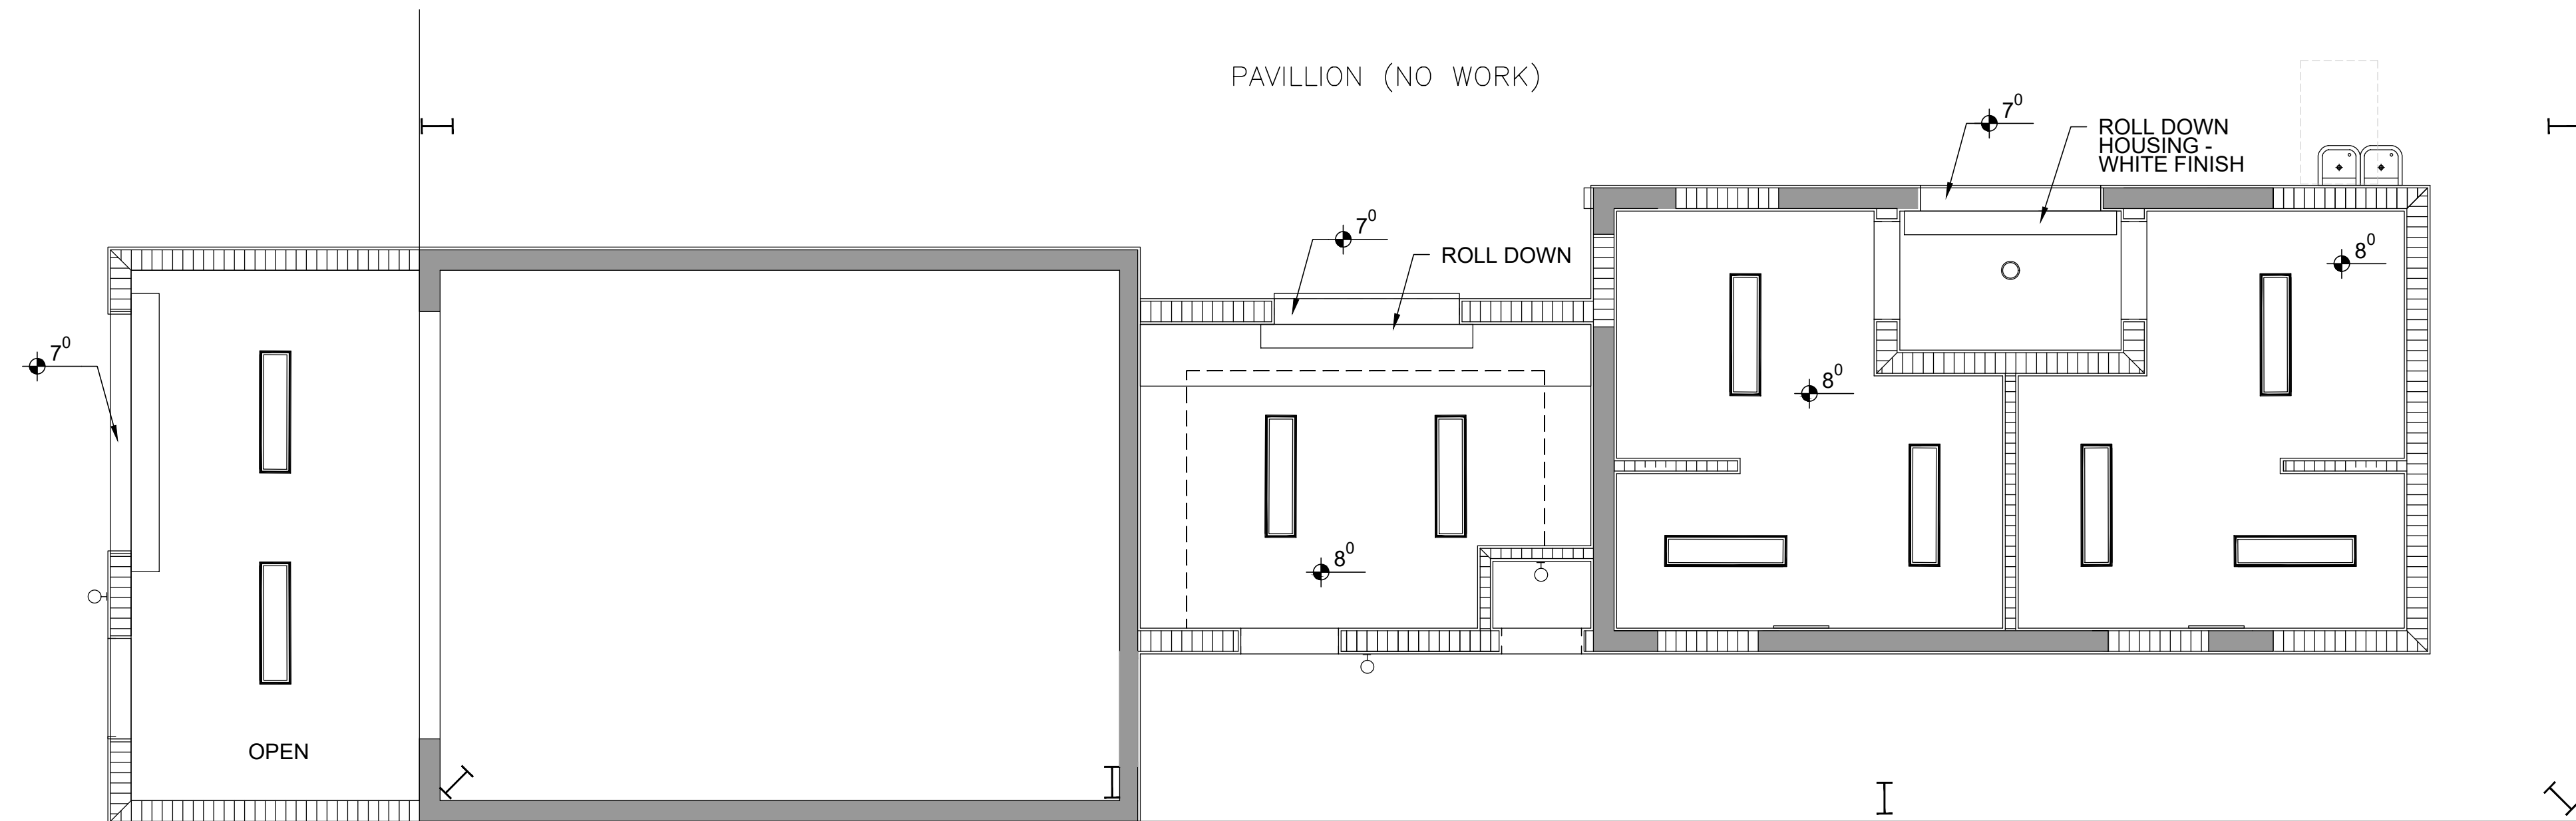 PAVILLION (NO WORK)
7⁰
ROLL DOWN
HOUSING -
WHITE FINISH
7⁰
ROLL DOWN
8⁰
7⁰
8⁰
8⁰
OPEN